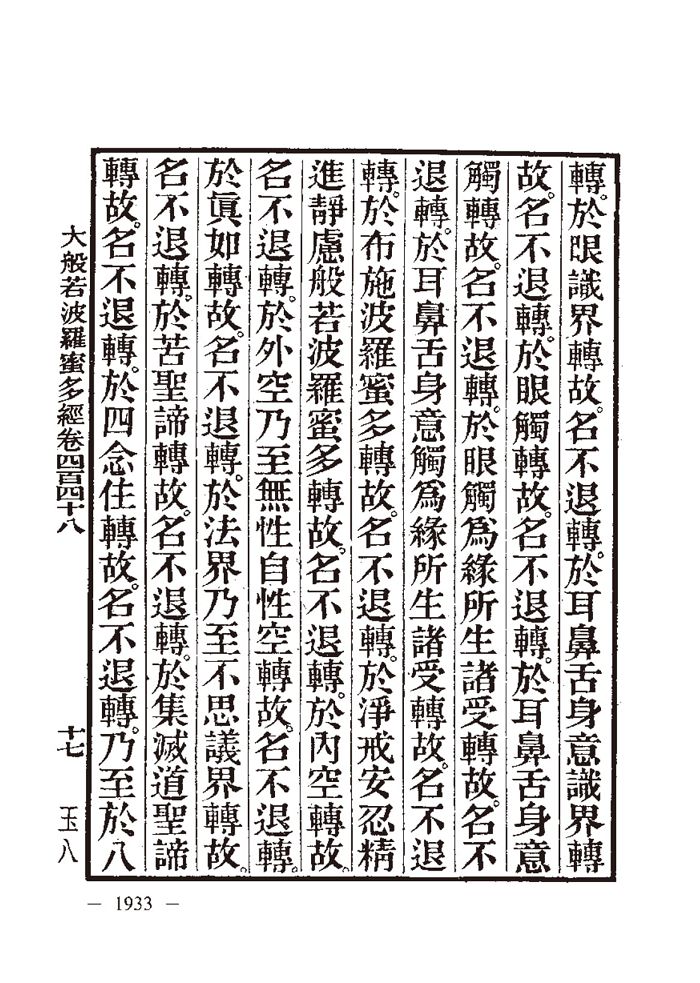 轉。於眼識界轉故。名不退轉。於耳鼻舌身意識界轉
故。名不退轉。於眼觸轉故。名不退轉。於耳鼻舌身意
觸轉故。名不退轉。於眼觸爲緣所生諸受轉故。名不
退轉。於耳鼻舌身意觸爲緣所生諸受轉故。名不退
轉。於布施波羅蜜多轉故。名不退轉。於淨戒安忍精
進靜慮般若波羅蜜多轉故。名不退轉。於內空轉故。
名不退轉。於外空乃至無性自性空轉故。名不退轉。
於眞如轉故。名不退轉。於法界乃至不思議界轉故。
名不退轉。於苦聖諦轉故。名不退轉。於集滅道聖諦
轉故。名不退轉。於四念住轉故。名不退轉。乃至於八
大般若波羅蜜多經卷四百四十八 十七 玉八
— 1933 —